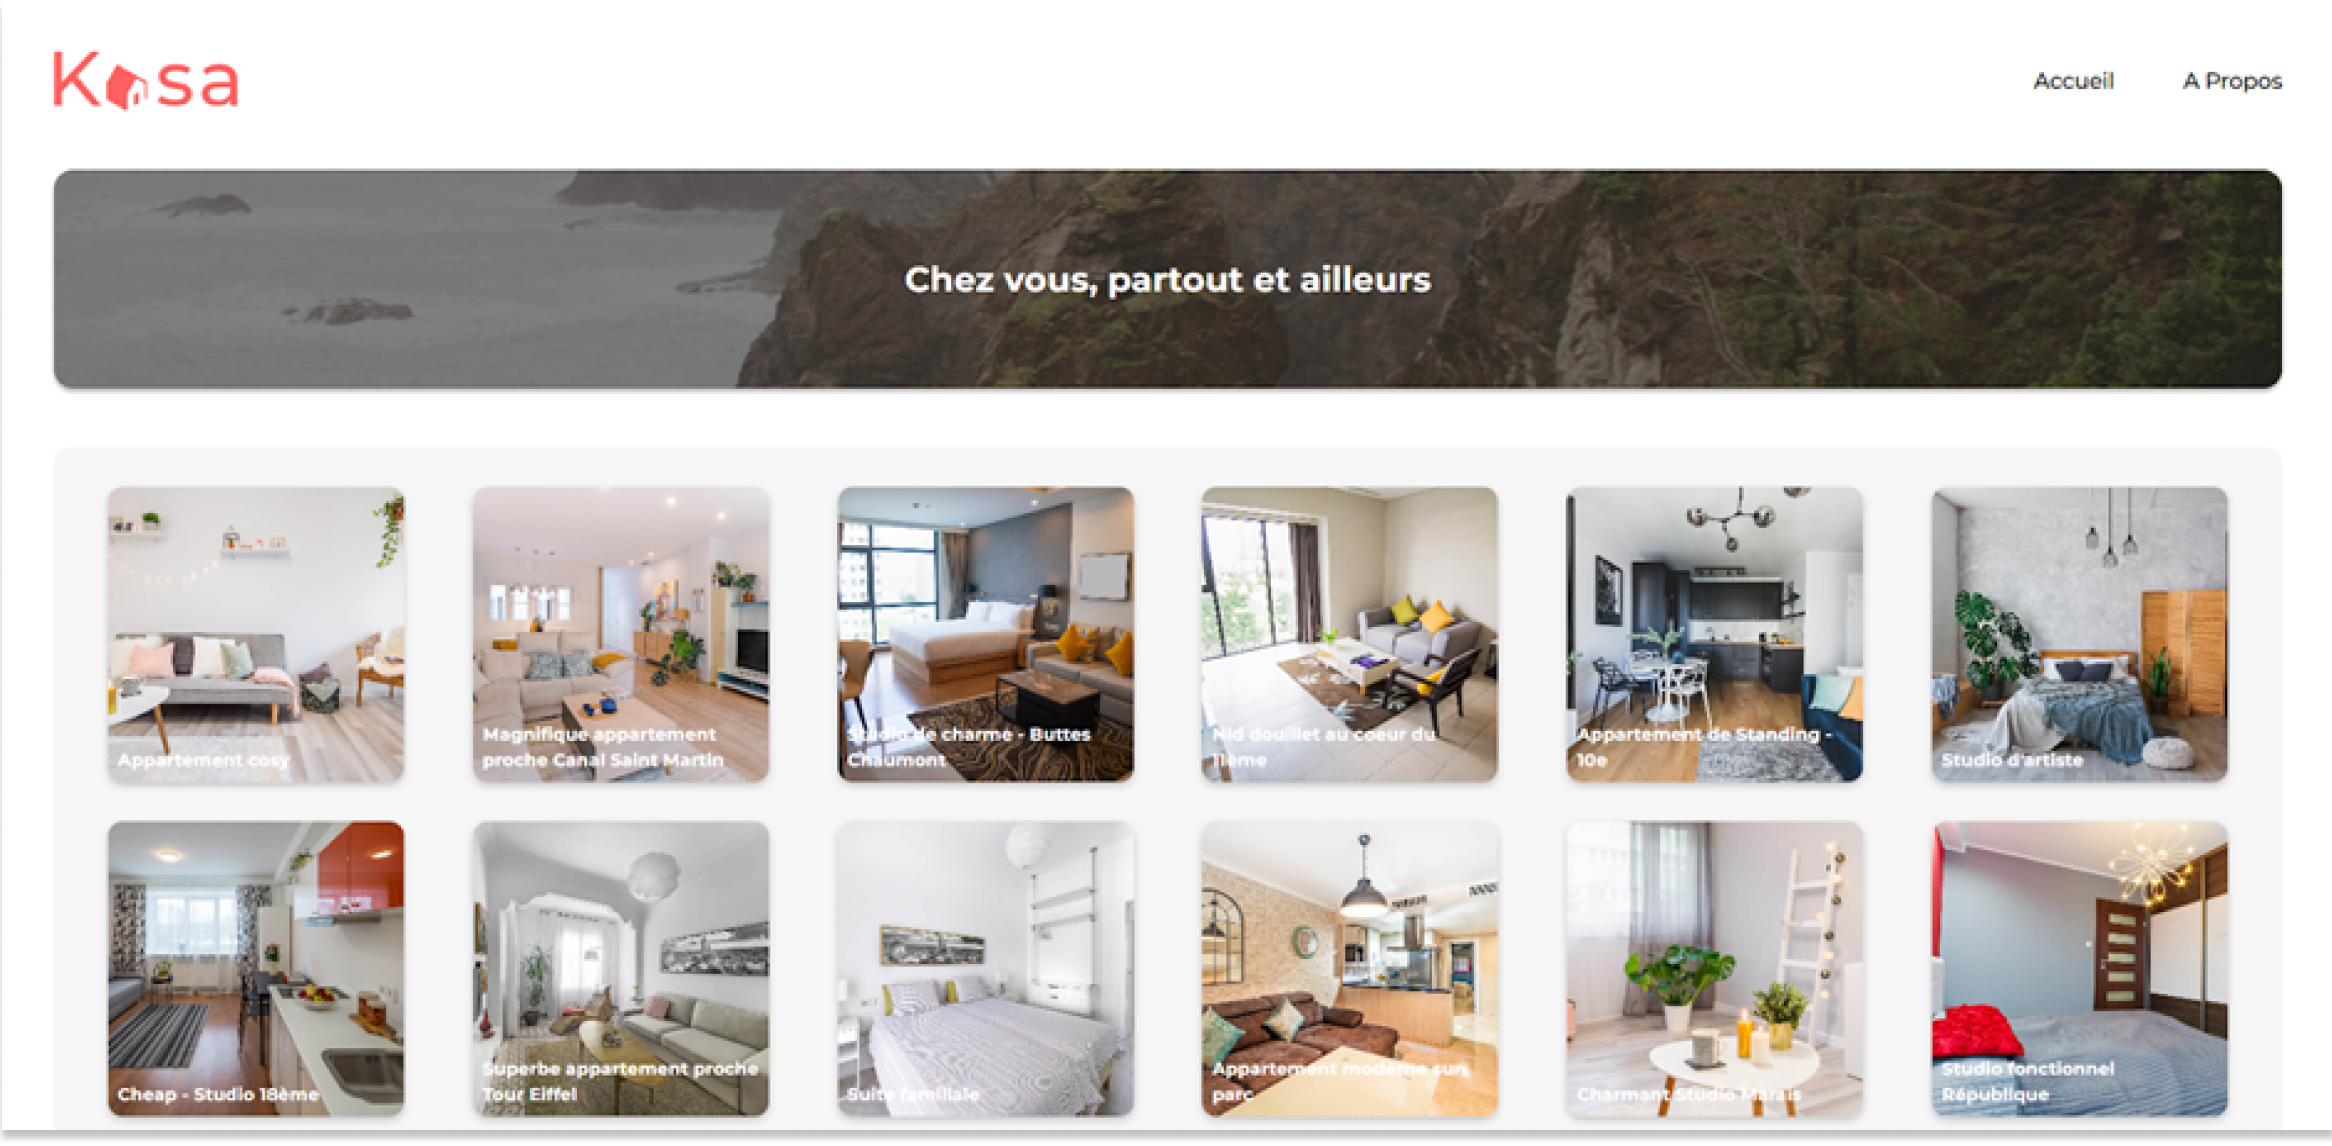 Kasa
Accueil
A Propos
Chez vous, partout et ailleurs
Appartement cosy
Magnifique appartement
proche Canal Saint Martin
Studio de charme - Buttes
Chaumont
Nid douillet au coeur du
11ème
Appartement de Standing -
10e
Studio d'artiste
Cheap - Studio 18ème
Superbe appartement proche
Tour Eiffel
Suite familiale
Appartement moderne sur
parc
Charmant Studio Marais
Studio fonctionnel
République